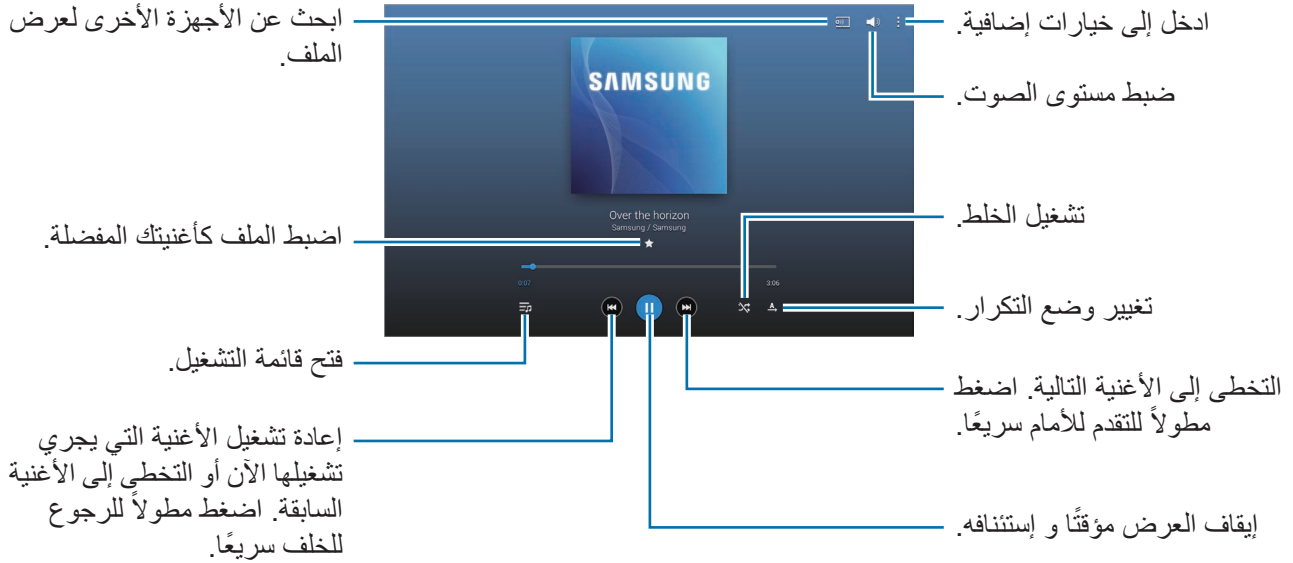 ادخل إلى خيارات إضافية.
ضبط مستوى الصوت.
تشغيل الخلط.
تغيير وضع التكرار.
التخطى إلى الأغنية التالية. اضغط
مطولاً للتقدم للأمام سريعًا.
إيقاف العرض مؤقتًا و إستئنافه.
SAMSUNG
Over the horizon
Samsung / Samsung
0:07
3:06
A
ابحث عن الأجهزة الأخرى لعرض
الملف.
اضبط الملف كأغنيتك المفضلة.
فتح قائمة التشغيل.
إعادة تشغيل الأغنية التي يجري
تشغيلها الآن أو التخطى إلى الأغنية
السابقة. اضغط مطولاً للرجوع
للخلف سريعًا.